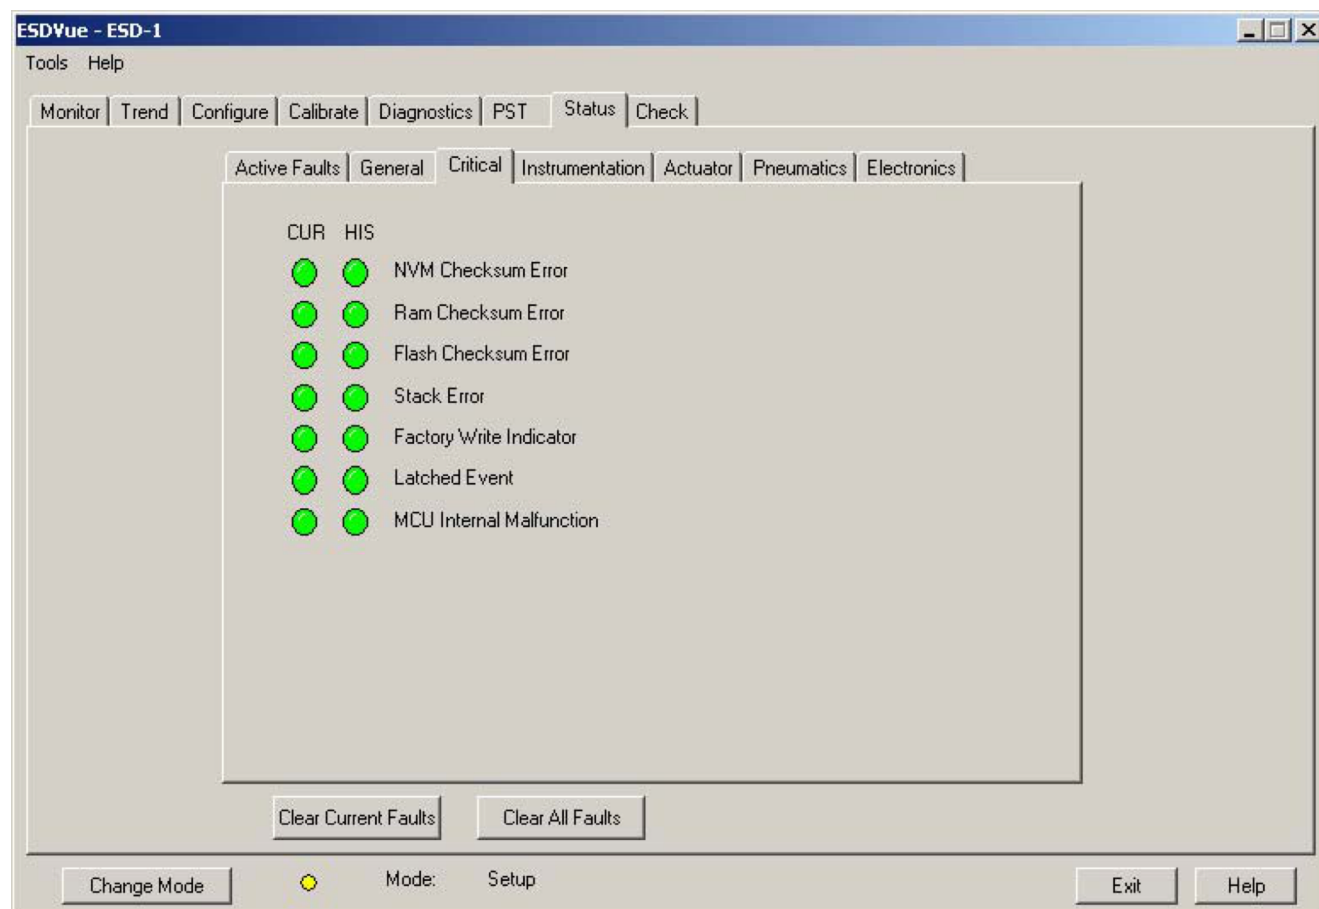 ESDVue - ESD-1
Tools Help
Monitor Trend Configure Calibrate Diagnostics PST Status Check
Active Faults General Critical Instrumentation Actuator Pneumatics Electronics
CUR HIS
NVM Checksum Error
Ram Checksum Error
Flash Checksum Error
Stack Error
Factory Write Indicator
Latched Event
MCU Internal Malfunction
Clear Current Faults Clear All Faults
Change Mode Mode: Setup Exit Help